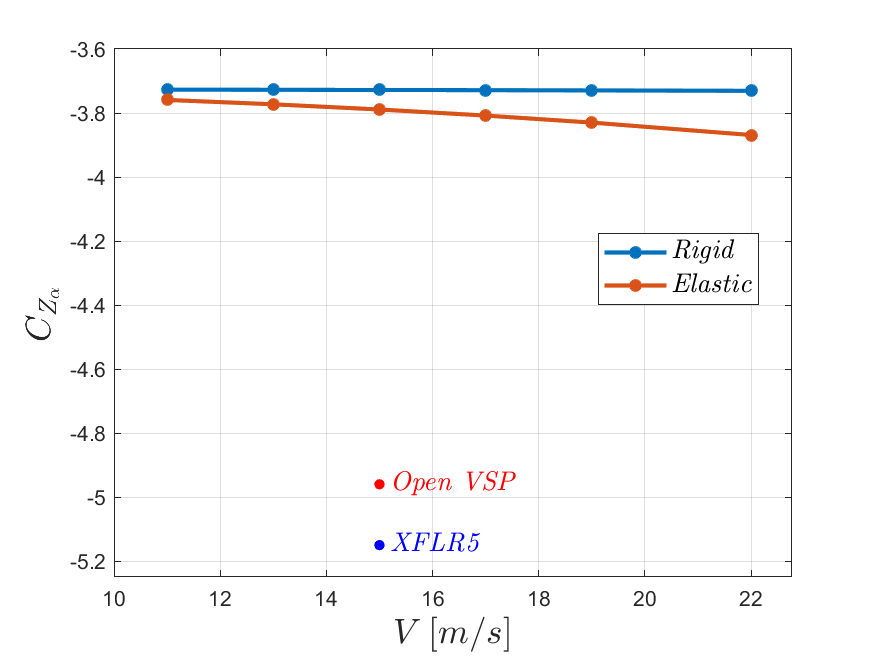 -3.6
-3.8
-4
-4.2
-4.4
-4.6
-4.8
-5
-5.2
C_{Z_α}
Rigid
Elastic
Open VSP
XFLR5
10 12 14 16 18 20 22
V [m/s]